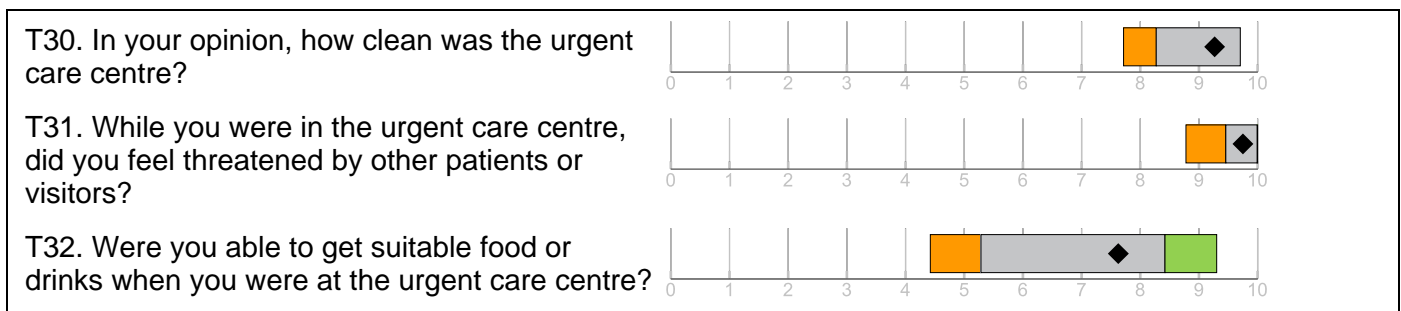 T30. In your opinion, how clean was the urgent
care centre?
0 1 2 3 4 5 6 7 8 9 10
T31. While you were in the urgent care centre,
did you feel threatened by other patients or
visitors?
0 1 2 3 4 5 6 7 8 9 10
T32. Were you able to get suitable food or
drinks when you were at the urgent care centre?
0 1 2 3 4 5 6 7 8 9 10